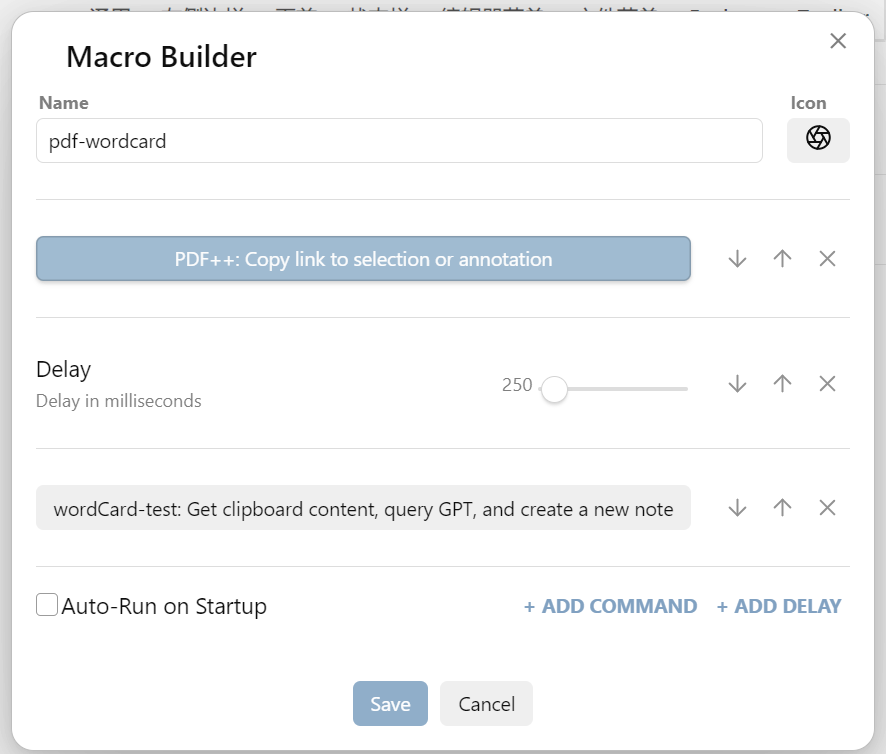 Macro Builder
Name
Icon
pdf-wordcard
PDF++: Copy link to selection or annotation
Delay
Delay in milliseconds
250
wordCard-test: Get clipboard content, query GPT, and create a new note
Auto-Run on Startup
+ ADD COMMAND
+ ADD DELAY
Save
Cancel